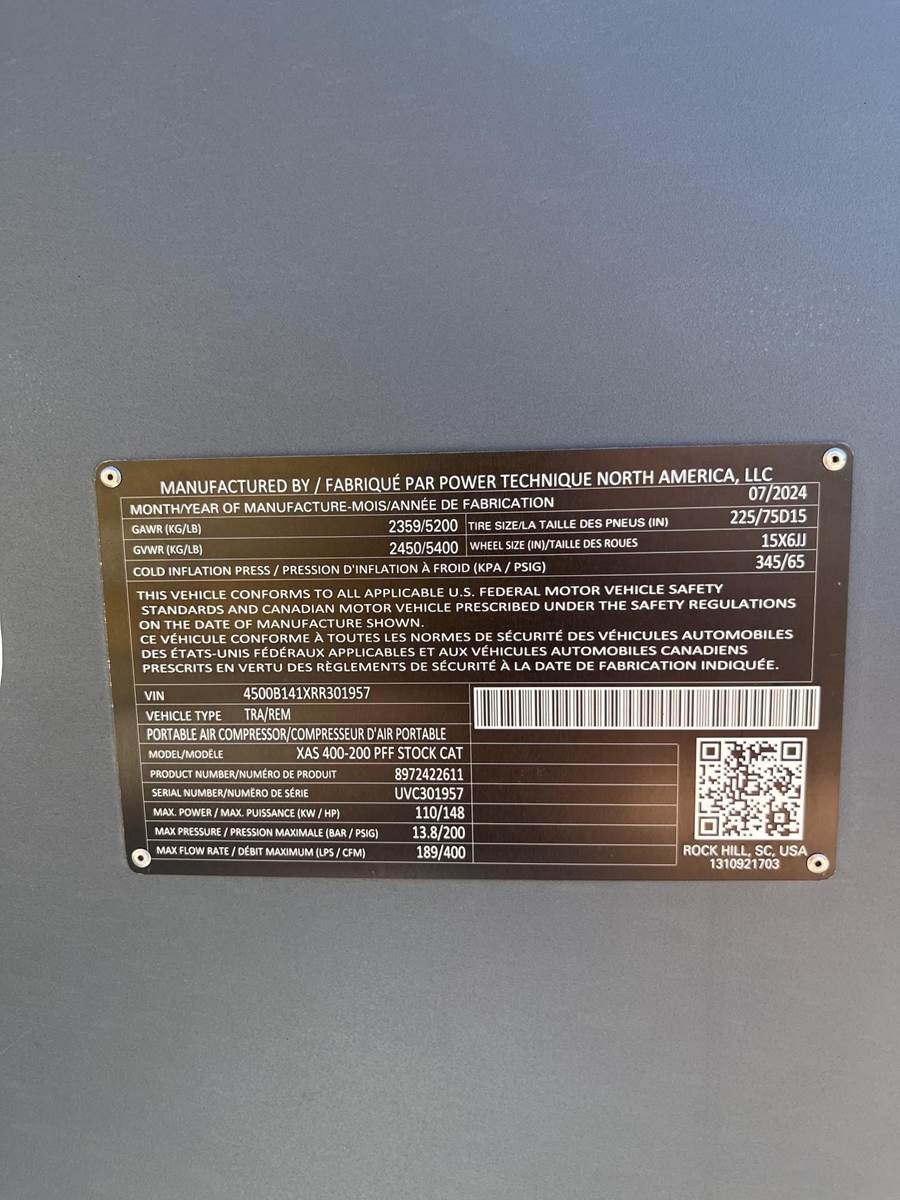 MANUFACTURED BY / FABRIQUÉ PAR POWER TECHNIQUE NORTH AMERICA, LLC
MONTH/YEAR OF MANUFACTURE-MOIS/ANNÉE DE FABRICATION 07/2024
GAWR (KG/LB) 2359/5200 TIRE SIZE/LA TAILLE DES PNEUS (IN) 225/75D15
GVWR (KG/LB) 2450/5400 WHEEL SIZE (IN)/TAILLE DES ROUES 15X6JJ
COLD INFLATION PRESS / PRESSION D'INFLATION À FROID (KPA / PSIG) 345/65
THIS VEHICLE CONFORMS TO ALL APPLICABLE U.S. FEDERAL MOTOR VEHICLE SAFETY
STANDARDS AND CANADIAN MOTOR VEHICLE PRESCRIBED UNDER THE SAFETY REGULATIONS
ON THE DATE OF MANUFACTURE SHOWN.
CE VÉHICULE CONFORME À TOUTES LES NORMES DE SÉCURITÉ DES VÉHICULES AUTOMOBILES
DES ÉTATS-UNIS FÉDÉRAUX APPLICABLES ET AUX VÉHICULES AUTOMOBILES CANADIENS
PRESCRITS EN VERTU DES RÈGLEMENTS DE SÉCURITÉ À LA DATE DE FABRICATION INDIQUÉE.
VIN 4500B141XRR301957
VEHICLE TYPE TRA/REM
PORTABLE AIR COMPRESSOR/COMPRESSEUR D'AIR PORTABLE
MODEL/MODÈLE XAS 400-200 PFF STOCK CAT
PRODUCT NUMBER/NUMÉRO DE PRODUIT 8972422611
SERIAL NUMBER/NUMÉRO DE SÉRIE UVC301957
MAX. POWER / MAX. PUISSANCE (KW / HP) 110/148
MAX PRESSURE / PRESSION MAXIMALE (BAR / PSIG) 13.8/200
MAX FLOW RATE / DÉBIT MAXIMUM (LPS / CFM) 189/400
ROCK HILL, SC, USA
1310921703